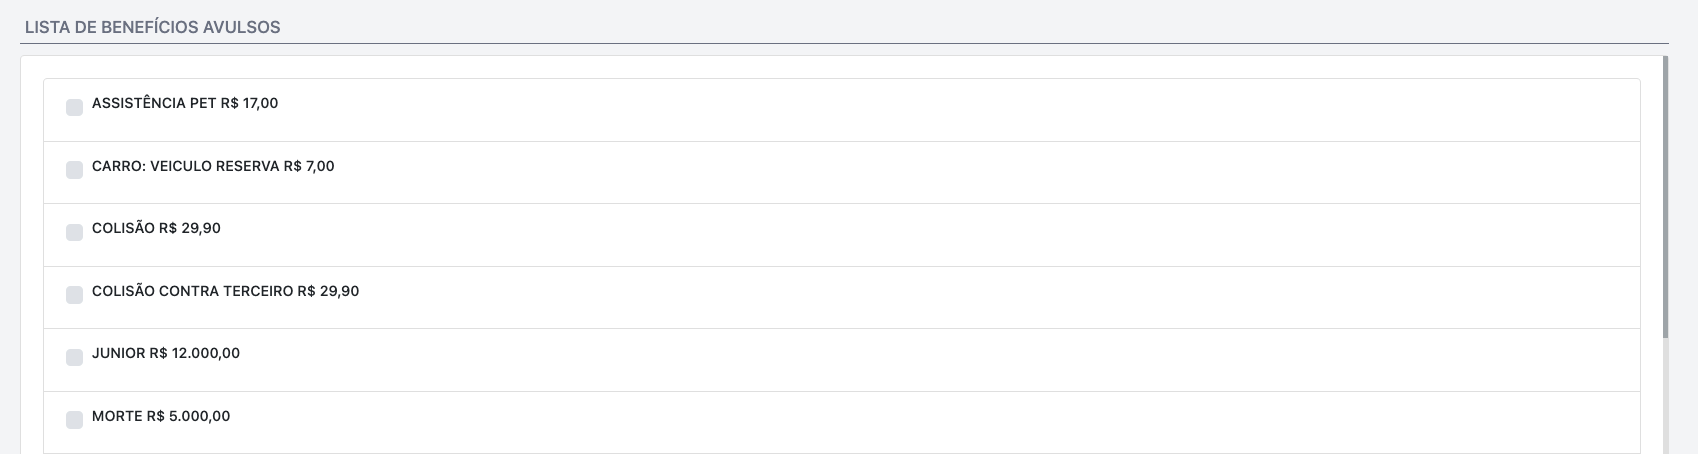 LISTA DE BENEFÍCIOS AVULSOS
ASSISTÊNCIA PET R$ 17,00
CARRO: VEICULO RESERVA R$ 7,00
COLISÃO R$ 29,90
COLISÃO CONTRA TERCEIRO R$ 29,90
JUNIOR R$ 12.000,00
MORTE R$ 5.000,00